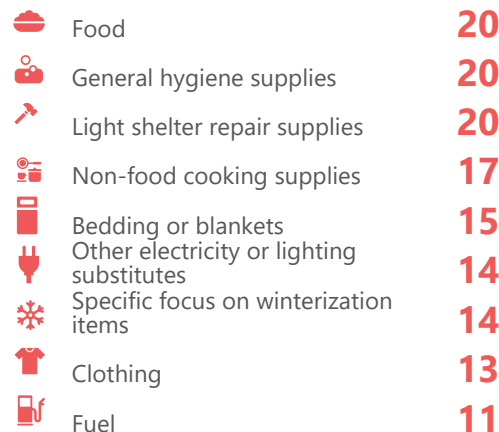 Food 20
General hygiene supplies 20
Light shelter repair supplies 20
Non-food cooking supplies 17
Bedding or blankets 15
Other electricity or lighting
substitutes 14
Specific focus on winterization
items 14
Clothing 13
Fuel 11